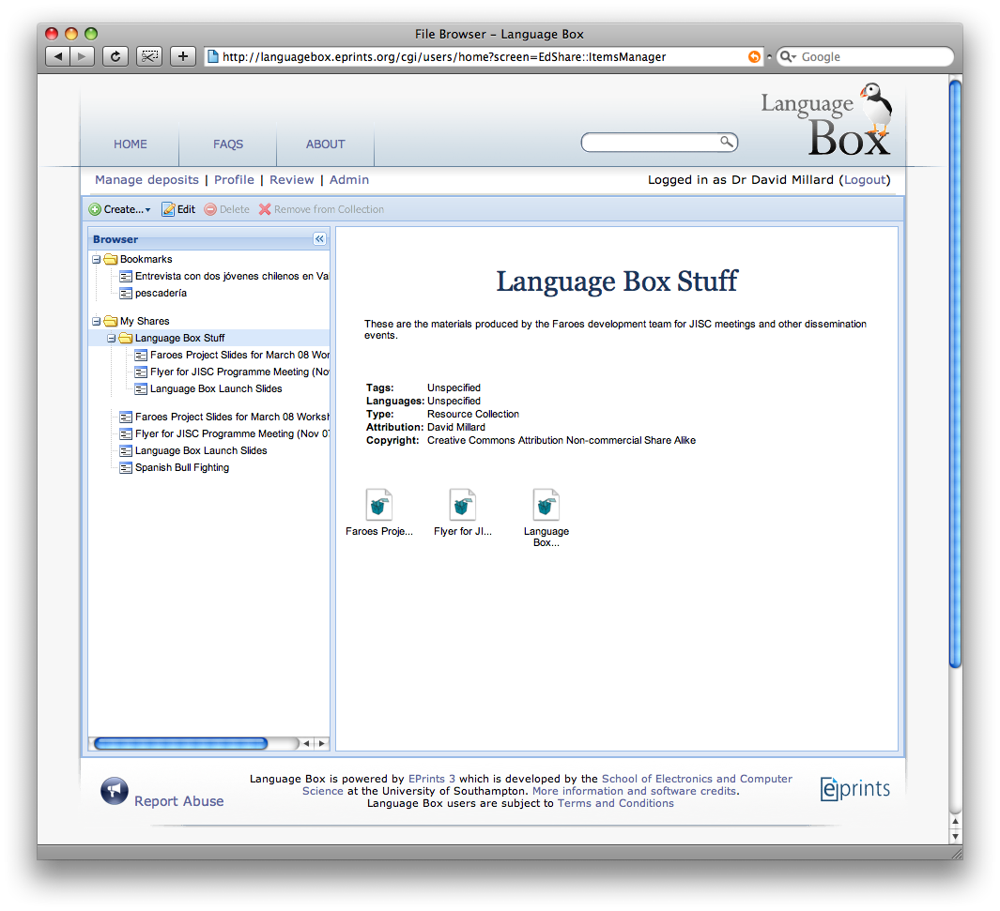 File Browser – Language Box
http://languagebox.eprints.org/cgi/users/home?screen=EdShare::ItemsManager
Google
Language
Box
HOME FAQS ABOUT
Manage deposits | Profile | Review | Admin
Logged in as Dr David Millard (Logout)
Create... Edit Delete Remove from Collection
Browser
Bookmarks
Entrevista con dos jóvenes chilenos en Val
pescadería
My Shares
Language Box Stuff
Faroes Project Slides for March 08 Wor
Flyer for JISC Programme Meeting (Nov
Language Box Launch Slides
Faroes Project Slides for March 08 Worksh
Flyer for JISC Programme Meeting (Nov 07
Language Box Launch Slides
Spanish Bull Fighting
Language Box Stuff
These are the materials produced by the Faroes development team for JISC meetings and other dissemination
events.
Tags: Unspecified
Languages: Unspecified
Type: Resource Collection
Attribution: David Millard
Copyright: Creative Commons Attribution Non-commercial Share Alike
Faroes Proje... Flyer for JI... Language
Box...
Report Abuse
Language Box is powered by EPrints 3 which is developed by the School of Electronics and Computer
Science at the University of Southampton. More information and software credits.
Language Box users are subject to Terms and Conditions
eprints